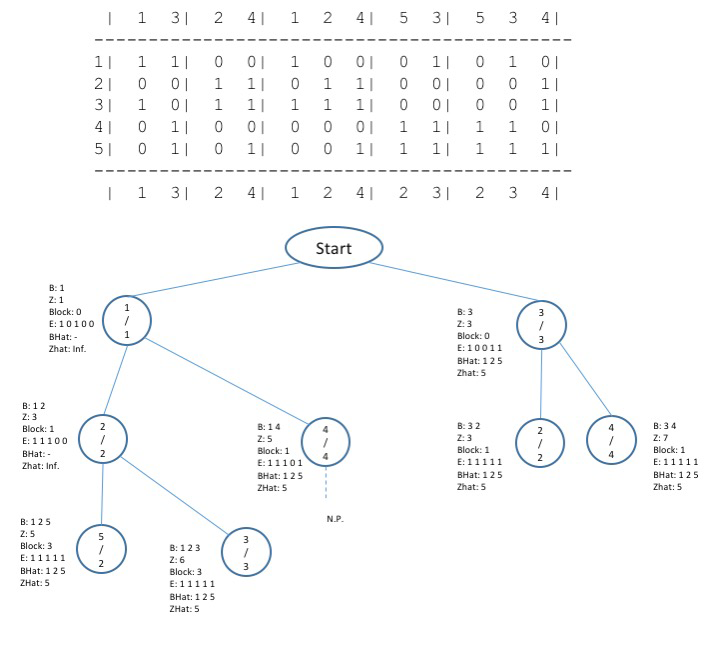 | 1 3| 2 4| 1 2 4| 5 3| 5 3 4|
---------------------------------------------
1| 1 1| 0 0| 1 0 0| 0 1| 0 1 0|
2| 0 0| 1 1| 0 1 1| 0 0| 0 0 1|
3| 1 0| 1 1| 1 1 1| 0 0| 0 0 1|
4| 0 1| 0 0| 0 0 0| 1 1| 1 1 0|
5| 0 1| 0 1| 0 0 1| 1 1| 1 1 1|
---------------------------------------------
| 1 3| 2 4| 1 2 4| 2 3| 2 3 4|
Start
B: 1
Z: 1
Block: 0
E: 1 0 1 0 0
BHat: -
Zhat: Inf.
1
/
1
B: 3
Z: 3
Block: 0
E: 1 0 0 1 1
BHat: 1 2 5
Zhat: 5
3
/
3
B: 1 2
Z: 3
Block: 1
E: 1 1 1 0 0
BHat: -
Zhat: Inf.
2
/
2
B: 1 4
Z: 5
Block: 1
E: 1 1 1 0 1
BHat: 1 2 5
ZHat: 5
4
/
4
N.P.
B: 3 2
Z: 3
Block: 1
E: 1 1 1 1 1
BHat: 1 2 5
Zhat: 5
2
/
2
4
/
4
B: 3 4
Z: 7
Block: 1
E: 1 1 1 1 1
BHat: 1 2 5
Zhat: 5
B: 1 2 5
Z: 5
Block: 3
E: 1 1 1 1 1
BHat: 1 2 5
ZHat: 5
5
/
2
B: 1 2 3
Z: 6
Block: 3
E: 1 1 1 1 1
BHat: 1 2 5
ZHat: 5
3
/
3